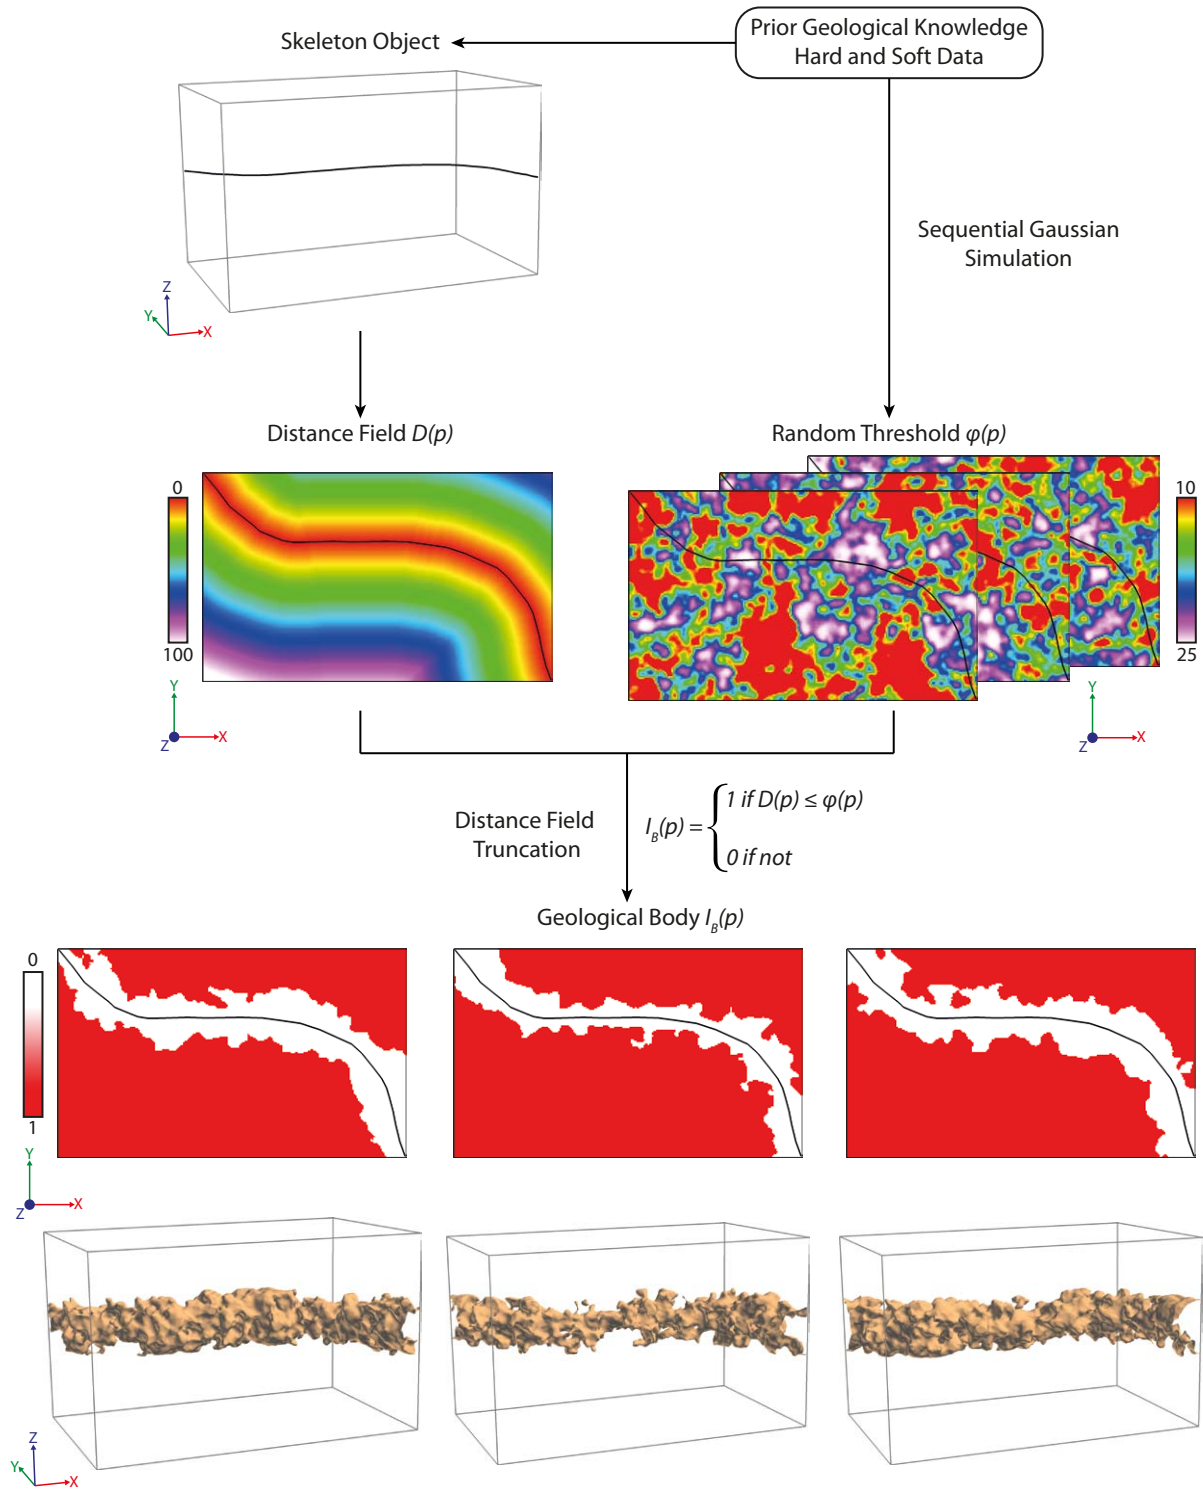 Prior Geological Knowledge
Hard and Soft Data
Skeleton Object
Sequential Gaussian
Simulation
Z
Y
X
Distance Field D(p)
Random Threshold φ(p)
0
100
10
25
Y
Z
X
Y
Z
X
Distance Field
Truncation
I_B(p) =
1 if D(p) ≤ φ(p)
0 if not
Geological Body I_B(p)
0
1
Y
Z
X
Z
Y
X